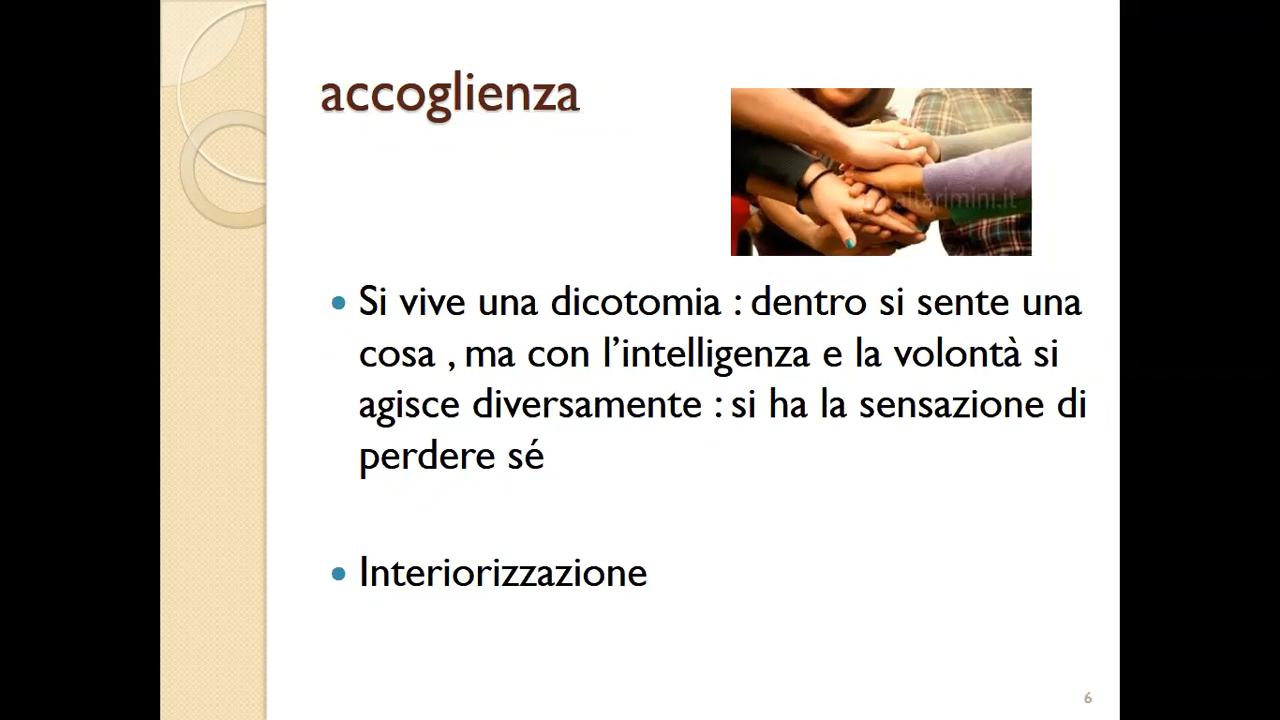 accoglienza
Si vive una dicotomia : dentro si sente una
cosa , ma con l’intelligenza e la volontà si
agisce diversamente : si ha la sensazione di
perdere sé
Interiorizzazione
6